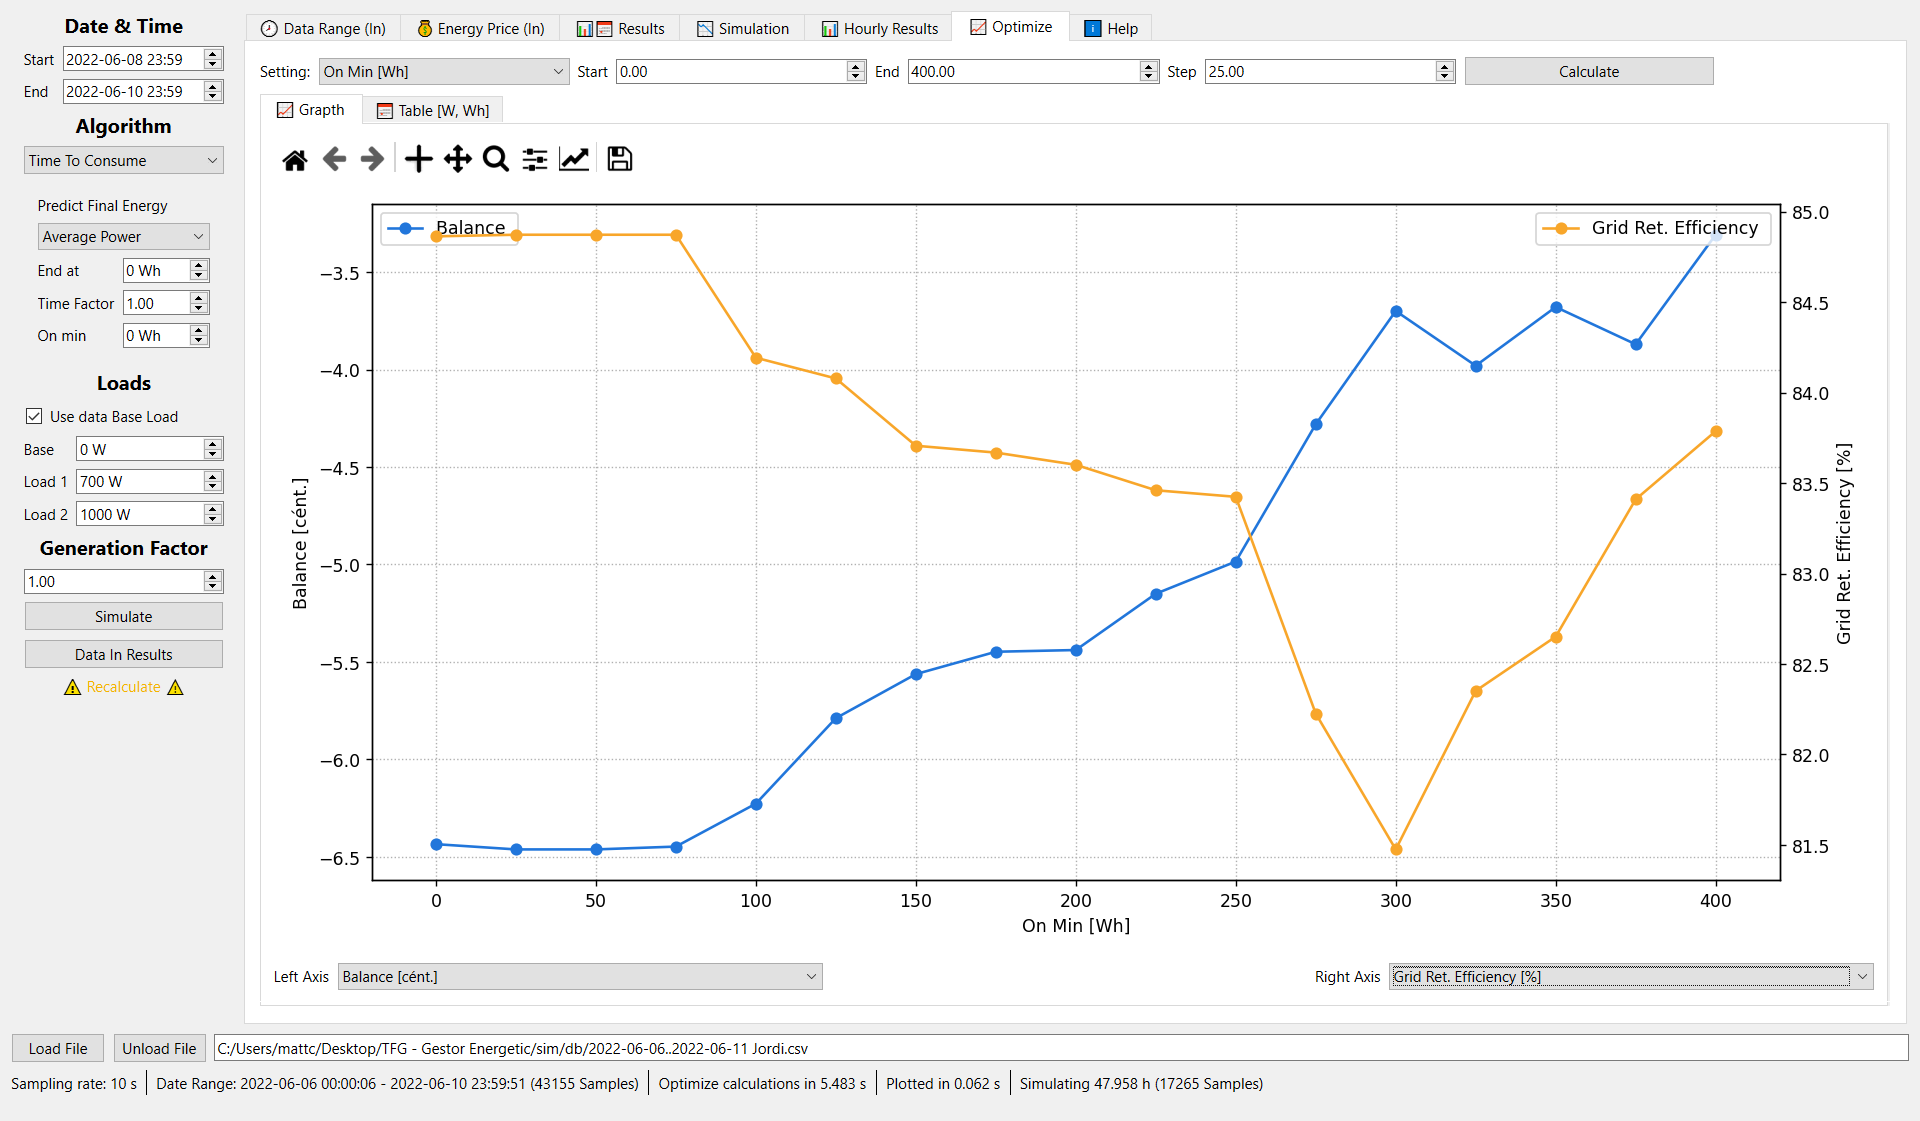 Date & Time
Start 2022-06-08 23:59
End 2022-06-10 23:59
Algorithm
Time To Consume
Predict Final Energy
Average Power
End at 0 Wh
Time Factor 1.00
On min 0 Wh
Loads
Use data Base Load
Base 0 W
Load 1 700 W
Load 2 1000 W
Generation Factor
1.00
Simulate
Data In Results
Recalculate
Data Range (In) Energy Price (In) Results Simulation Hourly Results Optimize Help
Setting: On Min [Wh] Start 0.00 End 400.00 Step 25.00 Calculate
Grapth Table [W, Wh]
Balance
Grid Ret. Efficiency
−3.5
−4.0
−4.5
−5.0
−5.5
−6.0
−6.5
Balance [cént.]
85.0
84.5
84.0
83.5
83.0
82.5
82.0
81.5
Grid Ret. Efficiency [%]
0 50 100 150 200 250 300 350 400
On Min [Wh]
Left Axis Balance [cént.] Right Axis Grid Ret. Efficiency [%]
Load File Unload File C:/Users/mattc/Desktop/TFG - Gestor Energetic/sim/db/2022-06-06..2022-06-11 Jordi.csv
Sampling rate: 10 s Date Range: 2022-06-06 00:00:06 - 2022-06-10 23:59:51 (43155 Samples) Optimize calculations in 5.483 s Plotted in 0.062 s Simulating 47.958 h (17265 Samples)